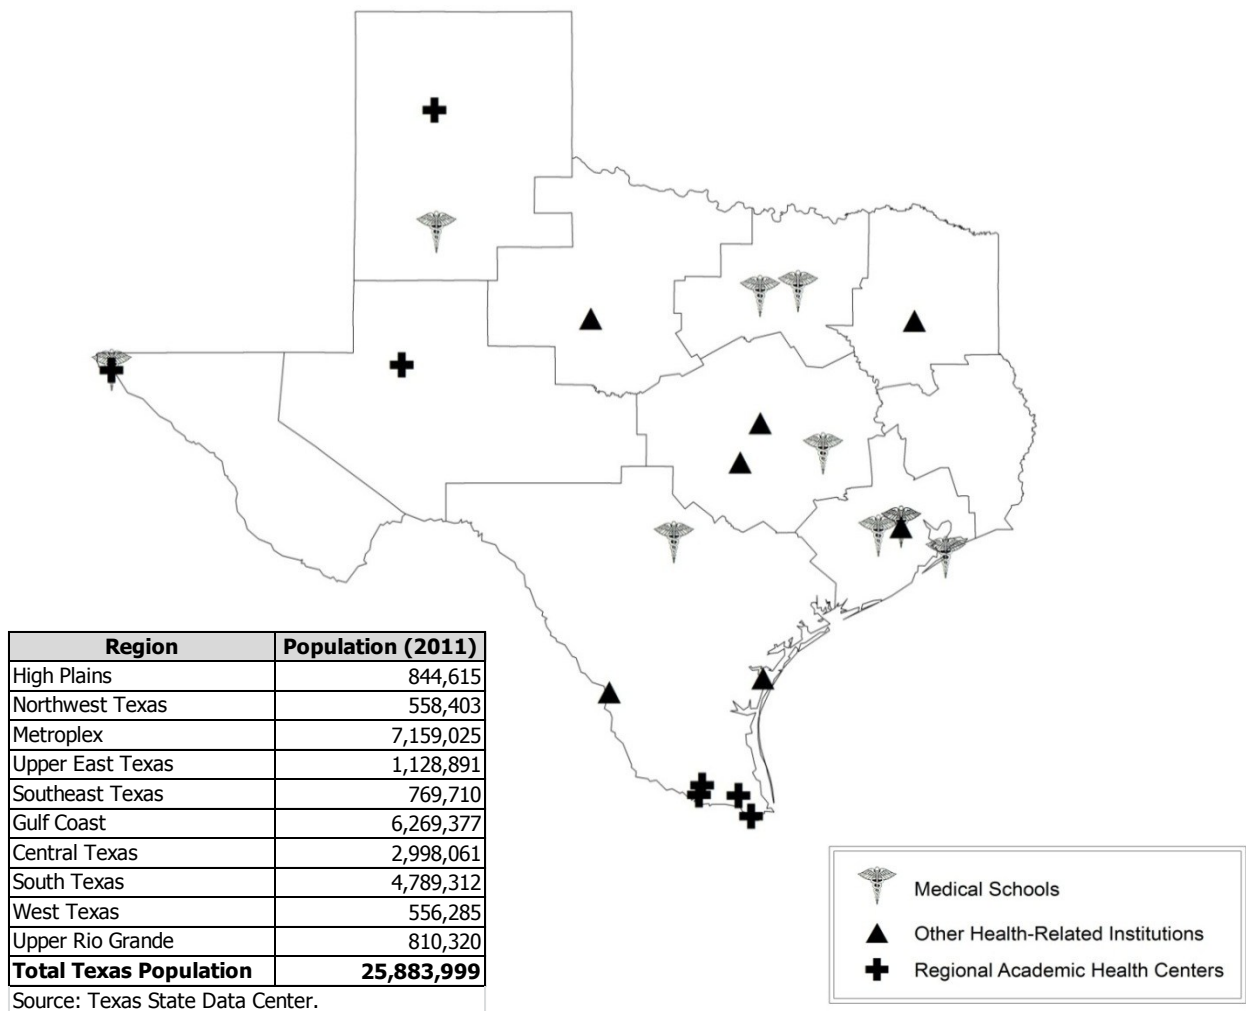 Region Population (2011)
High Plains 844,615
Northwest Texas 558,403
Metroplex 7,159,025
Upper East Texas 1,128,891
Southeast Texas 769,710
Gulf Coast 6,269,377
Central Texas 2,998,061
South Texas 4,789,312
West Texas 556,285
Upper Rio Grande 810,320
Total Texas Population 25,883,999
Source: Texas State Data Center.
Medical Schools
Other Health-Related Institutions
Regional Academic Health Centers